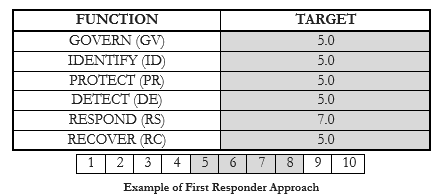 FUNCTION TARGET
GOVERN (GV) 5.0
IDENTIFY (ID) 5.0
PROTECT (PR) 5.0
DETECT (DE) 5.0
RESPOND (RS) 7.0
RECOVER (RC) 5.0
1 2 3 4 5 6 7 8 9 10
Example of First Responder Approach